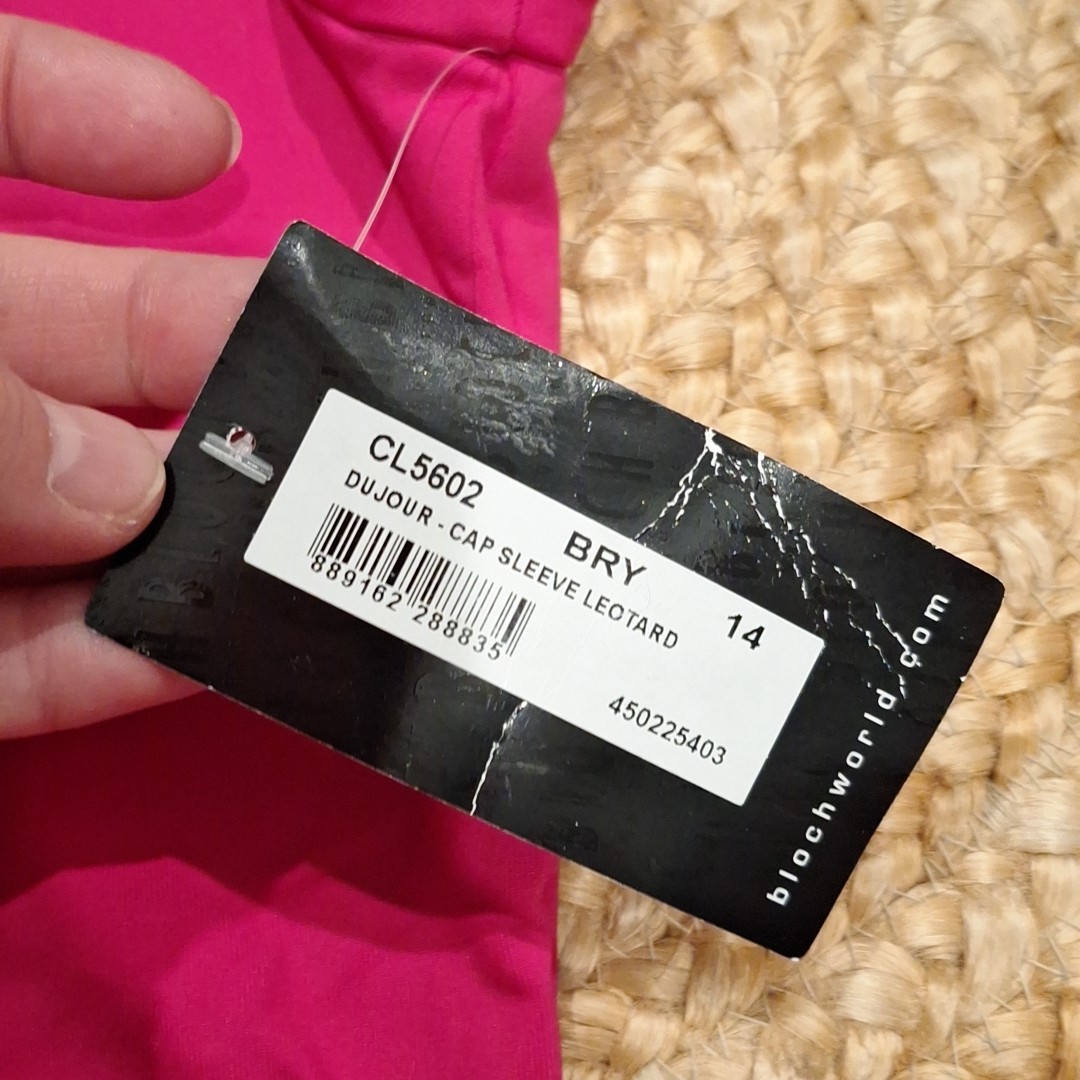 CL5602
BRY
14
DUJOUR - CAP SLEEVE LEOTARD
889162 288835
450225403
blochworld.com